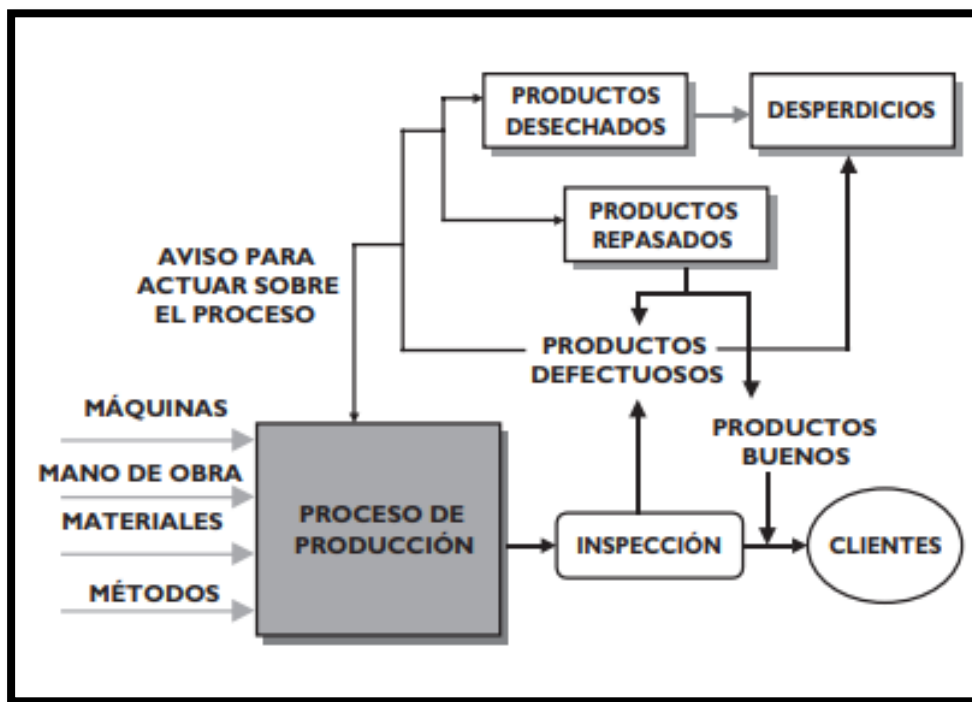 PRODUCTOS
DESECHADOS
DESPERDICIOS
PRODUCTOS
REPASADOS
AVISO PARA
ACTUAR SOBRE
EL PROCESO
PRODUCTOS
DEFECTUOSOS
MÁQUINAS
MANO DE OBRA
MATERIALES
MÉTODOS
PROCESO DE
PRODUCCIÓN
INSPECCIÓN
PRODUCTOS
BUENOS
CLIENTES